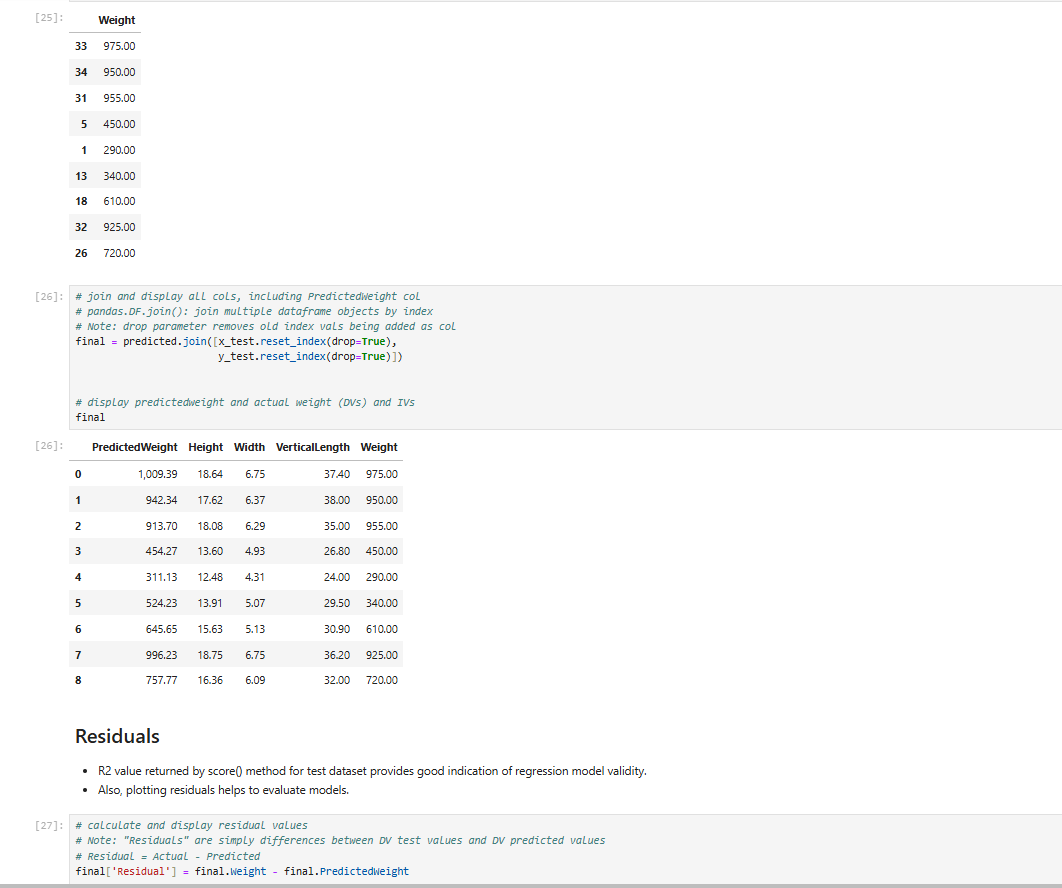 [25]:
Weight
33 975.00
34 950.00
31 955.00
5 450.00
1 290.00
13 340.00
18 610.00
32 925.00
26 720.00
[26]: # join and display all cols, including PredictedWeight col
# pandas.DF.join(): join multiple dataframe objects by index
# Note: drop parameter removes old index vals being added as col
final = predicted.join([x_test.reset_index(drop=True),
y_test.reset_index(drop=True)])
# display predictedweight and actual weight (DVs) and IVs
final
[26]: PredictedWeight Height Width VerticalLength Weight
0 1,009.39 18.64 6.75 37.40 975.00
1 942.34 17.62 6.37 38.00 950.00
2 913.70 18.08 6.29 35.00 955.00
3 454.27 13.60 4.93 26.80 450.00
4 311.13 12.48 4.31 24.00 290.00
5 524.23 13.91 5.07 29.50 340.00
6 645.65 15.63 5.13 30.90 610.00
7 996.23 18.75 6.75 36.20 925.00
8 757.77 16.36 6.09 32.00 720.00
Residuals
• R2 value returned by score() method for test dataset provides good indication of regression model validity.
• Also, plotting residuals helps to evaluate models.
[27]: # calculate and display residual values
# Note: "Residuals" are simply differences between DV test values and DV predicted values
# Residual = Actual - Predicted
final['Residual'] = final.Weight - final.PredictedWeight